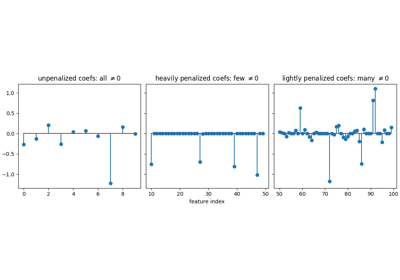 unpenalized coefs: all ≠0
heavily penalized coefs: few ≠0
lightly penalized coefs: many ≠0
1.0
0.5
0.0
−0.5
−1.0
0 2 4 6 8
10 20 30 40 50
50 60 70 80 90 100
feature index